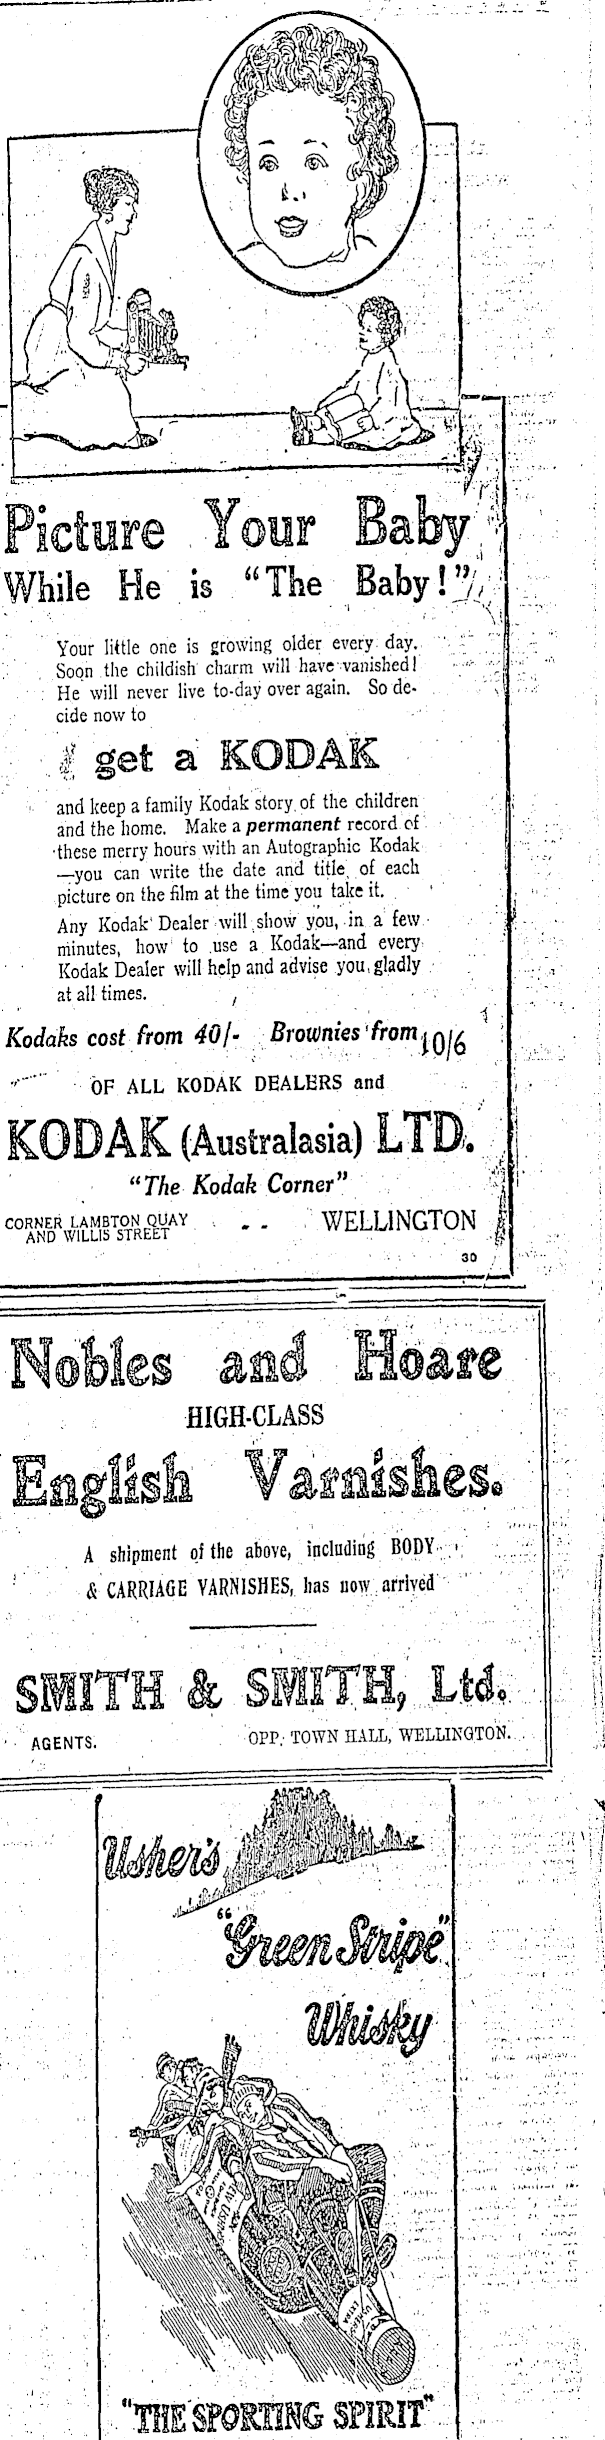 Picture Your Baby
While He is "The Baby!"
Your little one is growing older every day.
Soon the childish charm will have vanished!
He will never live to-day over again. So de-
cide now to
get a KODAK
and keep a family Kodak story of the children
and the home. Make a permanent record of
these merry hours with an Autographic Kodak
—you can write the date and title of each
picture on the film at the time you take it.
Any Kodak Dealer will show you, in a few
minutes, how to use a Kodak—and every
Kodak Dealer will help and advise you gladly
at all times.
Kodaks cost from 40/- Brownies from 10/6
OF ALL KODAK DEALERS and
KODAK (Australasia) LTD.
"The Kodak Corner"
CORNER LAMBTON QUAY
AND WILLIS STREET - - WELLINGTON
30
Nobles and Hoare
HIGH-CLASS
English Varnishes.
A shipment of the above, including BODY
& CARRIAGE VARNISHES, has now arrived
SMITH & SMITH, Ltd.
AGENTS. OPP. TOWN HALL, WELLINGTON.
Usher's
"Green Stripe"
Whisky
"THE SPORTING SPIRIT"